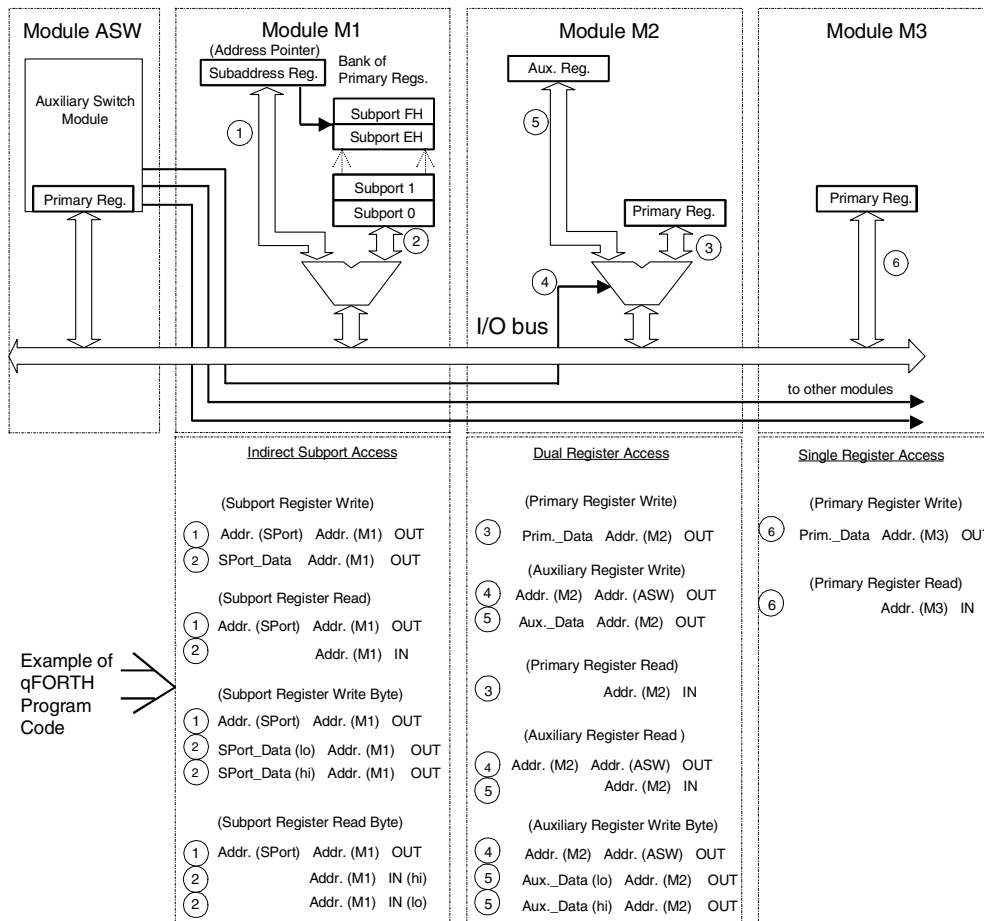 Module ASW
Auxiliary Switch
Module
Primary Reg.
Module M1
(Address Pointer)
Subaddress Reg.
Bank of
Primary Regs.
Subport FH
Subport EH
Subport 1
Subport 0
1
2
Module M2
Aux. Reg.
5
Primary Reg.
3
4
Module M3
Primary Reg.
6
I/O bus
to other modules
Example of
qFORTH
Program
Code
Indirect Subport Access
(Subport Register Write)
1 Addr. (SPort) Addr. (M1) OUT
2 SPort_Data Addr. (M1) OUT
(Subport Register Read)
1 Addr. (SPort) Addr. (M1) OUT
2 Addr. (M1) IN
(Subport Register Write Byte)
1 Addr. (SPort) Addr. (M1) OUT
2 SPort_Data (lo) Addr. (M1) OUT
2 SPort_Data (hi) Addr. (M1) OUT
(Subport Register Read Byte)
1 Addr. (SPort) Addr. (M1) OUT
2 Addr. (M1) IN (hi)
2 Addr. (M1) IN (lo)
Dual Register Access
(Primary Register Write)
3 Prim._Data Addr. (M2) OUT
(Auxiliary Register Write)
4 Addr. (M2) Addr. (ASW) OUT
5 Aux._Data Addr. (M2) OUT
(Primary Register Read)
3 Addr. (M2) IN
(Auxiliary Register Read )
4 Addr. (M2) Addr. (ASW) OUT
5 Addr. (M2) IN
(Auxiliary Register Write Byte)
4 Addr. (M2) Addr. (ASW) OUT
5 Aux._Data (lo) Addr. (M2) OUT
5 Aux._Data (hi) Addr. (M2) OUT
Single Register Access
(Primary Register Write)
6 Prim._Data Addr. (M3) OUT
(Primary Register Read)
6 Addr. (M3) IN